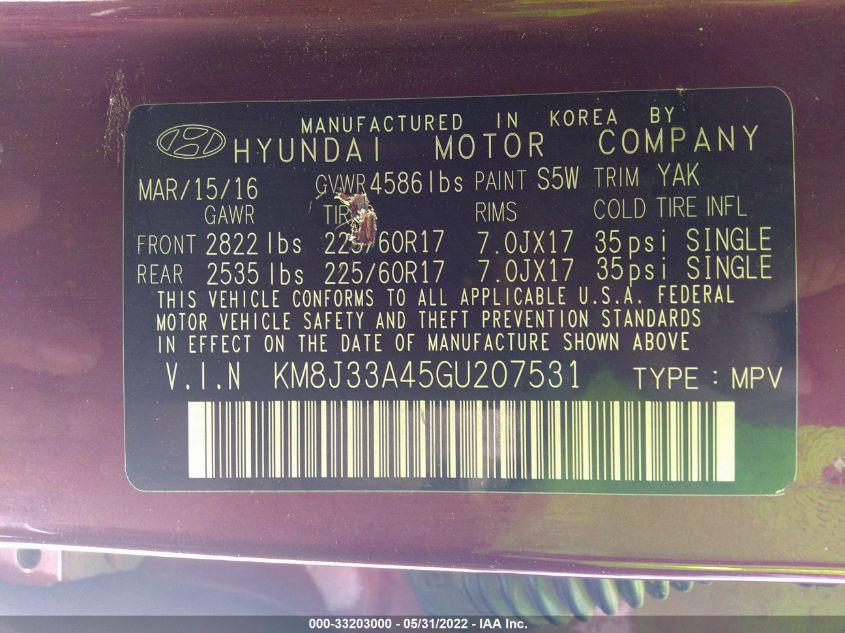 MANUFACTURED IN KOREA BY
HYUNDAI MOTOR COMPANY
MAR/15/16 GVWR 4586 lbs PAINT S5W TRIM YAK
GAWR RIMS COLD TIRE INFL
FRONT 2822 lbs 225/60R17 7.0JX17 35psi SINGLE
REAR 2535 lbs 225/60R17 7.0JX17 35psi SINGLE
THIS VEHICLE CONFORMS TO ALL APPLICABLE U.S.A. FEDERAL
MOTOR VEHICLE SAFETY AND THEFT PREVENTION STANDARDS
IN EFFECT ON THE DATE OF MANUFACTURE SHOWN ABOVE
V.I.N KM8J33A45GU207531 TYPE : MPV
000-33203000 - 05/31/2022 - IAA Inc.